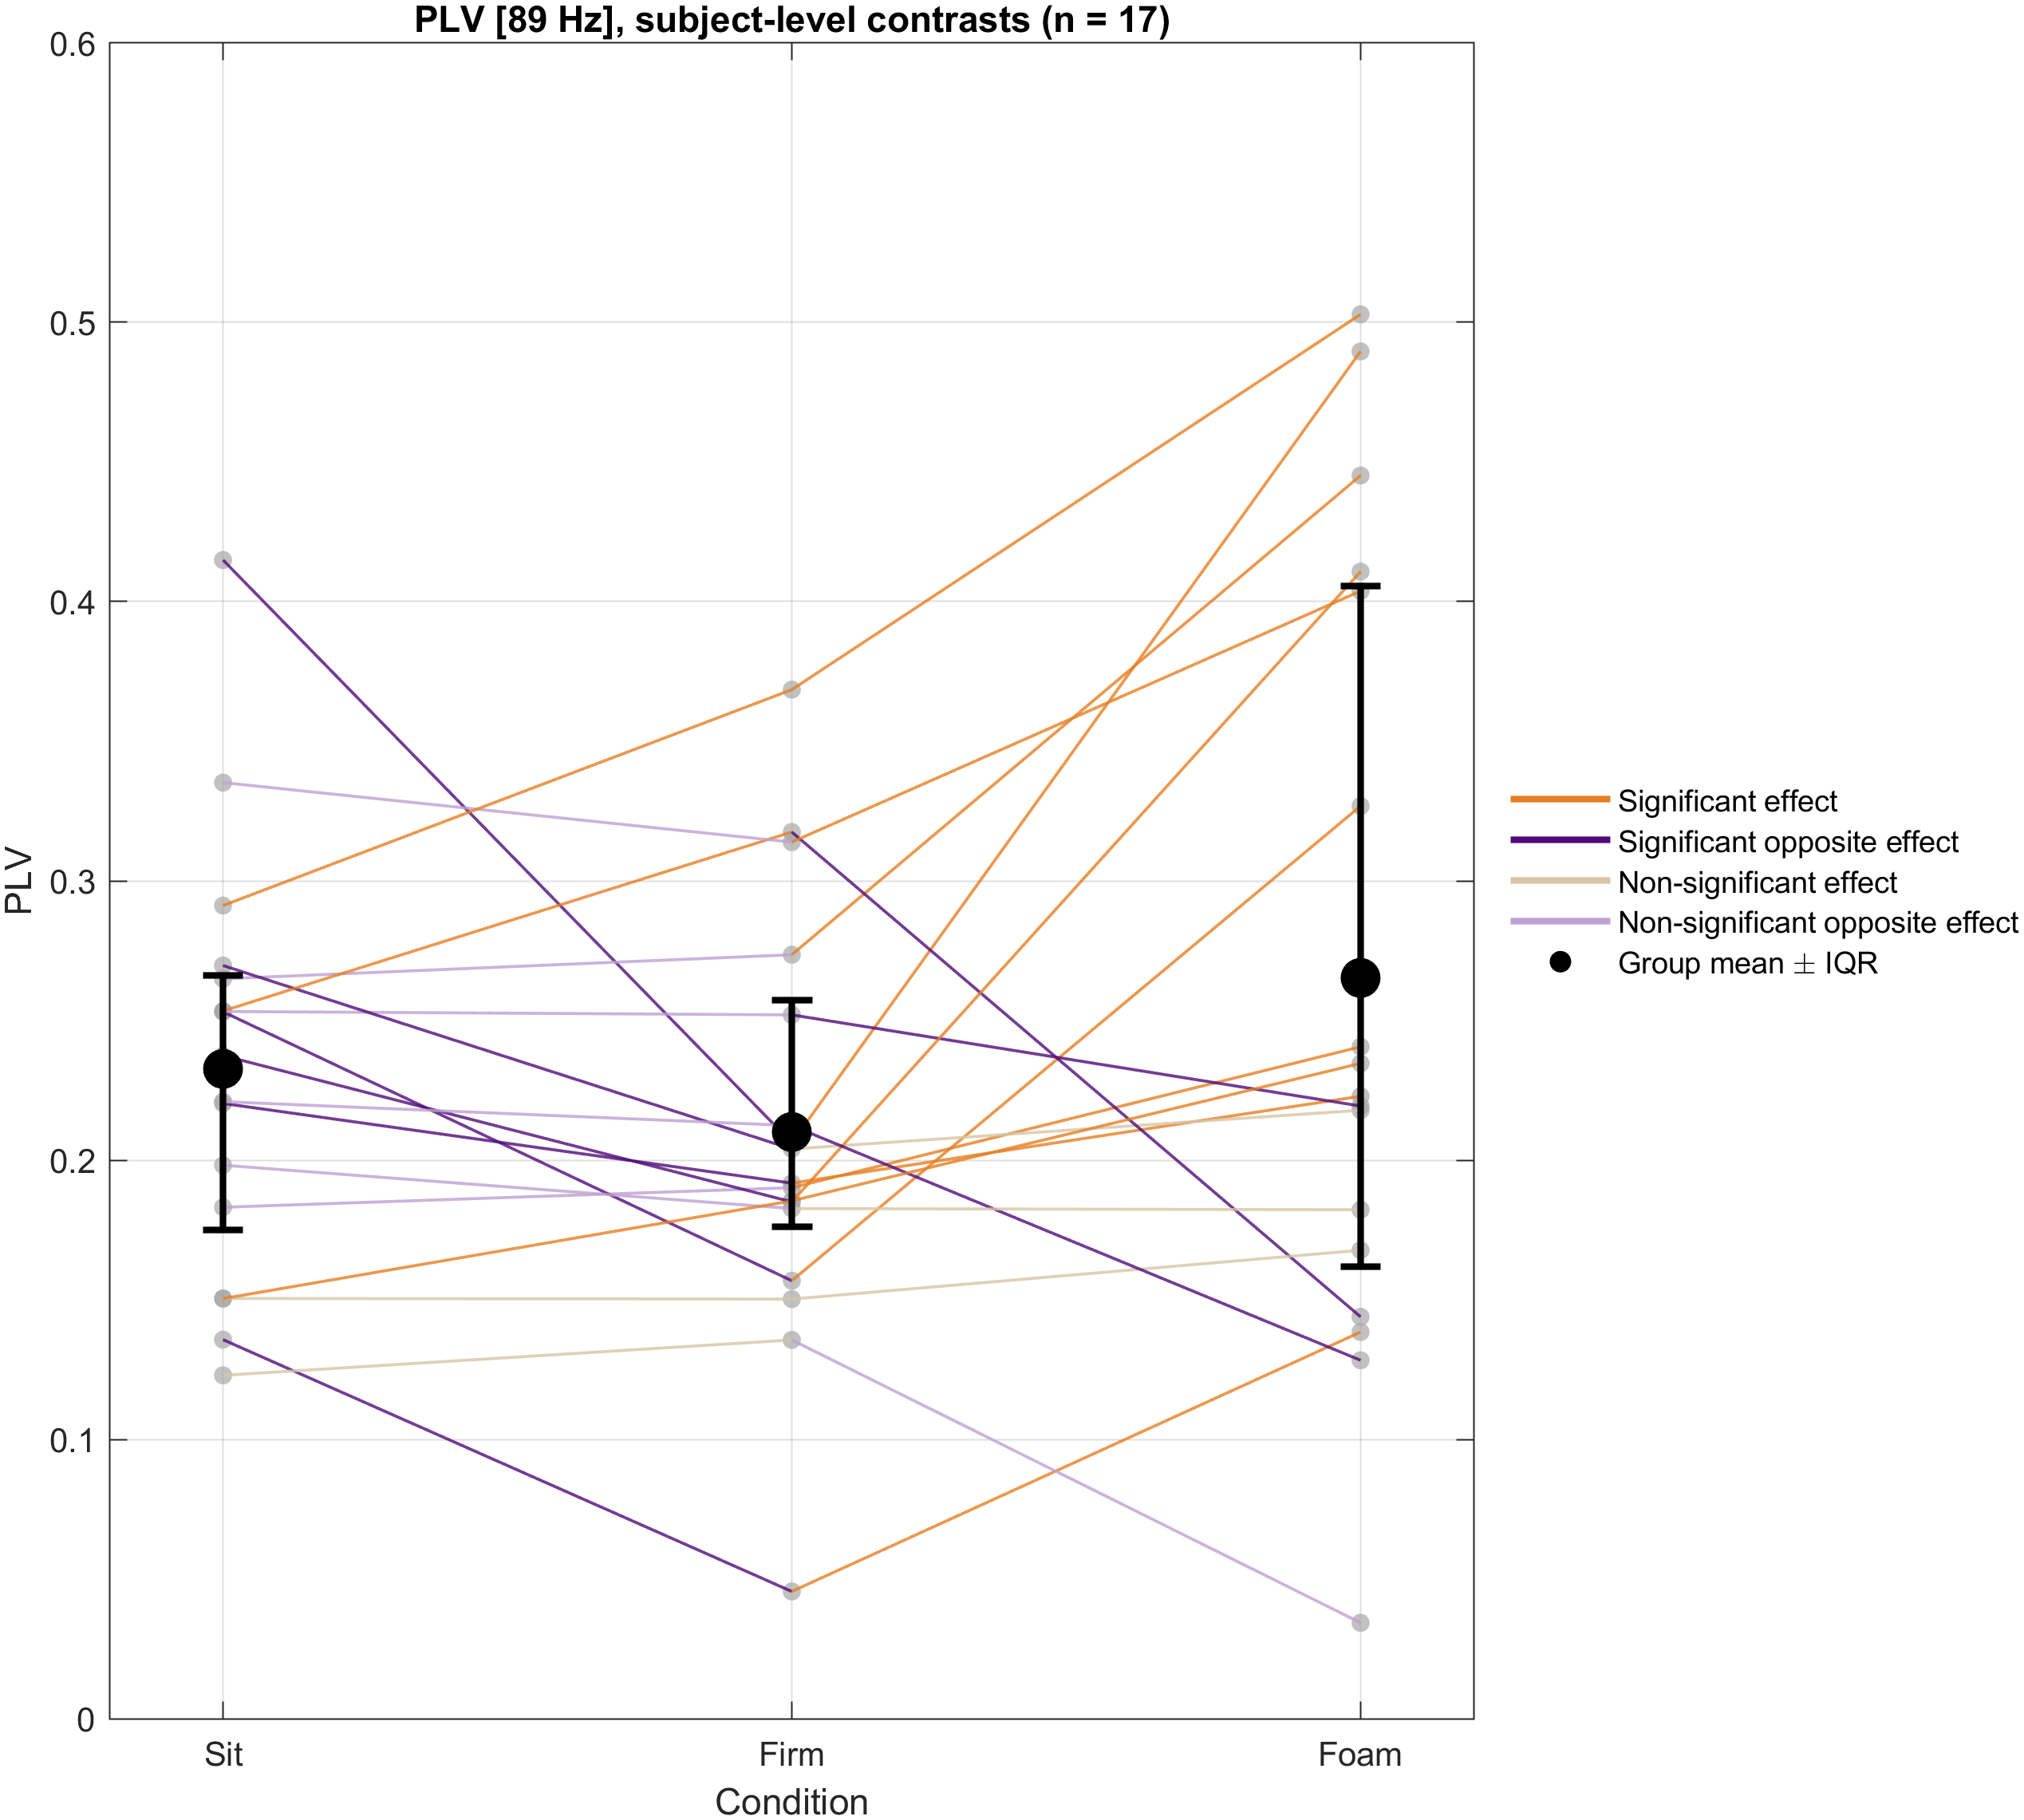 PLV [89 Hz], subject-level contrasts (n = 17)
0.6
0.5
0.4
0.3
0.2
0.1
0
PLV
Sit
Firm
Foam
Condition
Significant effect
Significant opposite effect
Non-significant effect
Non-significant opposite effect
Group mean ± IQR